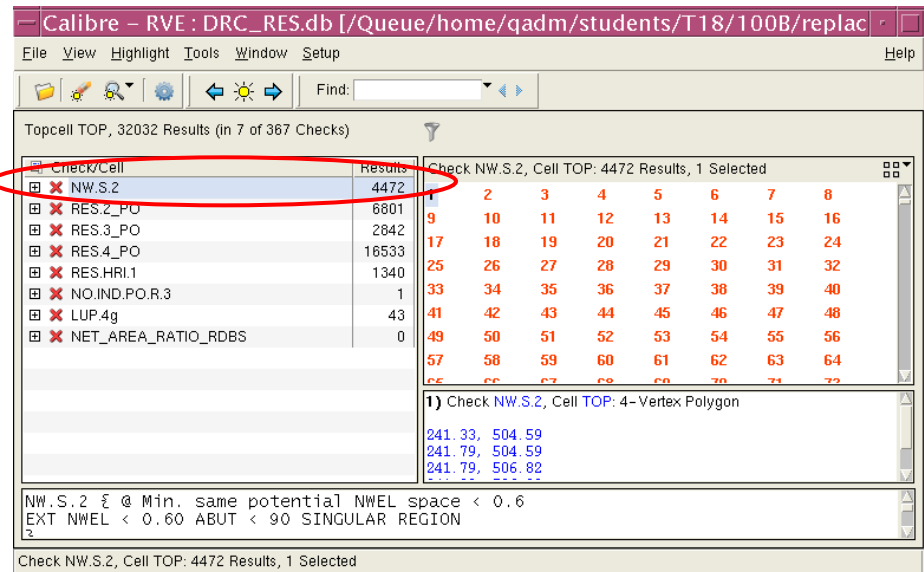 Calibre – RVE : DRC_RES.db [/Queue/home/qadm/students/T18/100B/replac
File View Highlight Tools Window Setup Help
Find:
Topcell TOP, 32032 Results (in 7 of 367 Checks)
Check/Cell Results
NW.S.2 4472
RES.2_PO 6801
RES.3_PO 2842
RES.4_PO 16533
RES.HRI.1 1340
NO.IND.PO.R.3 1
LUP.4g 43
NET_AREA_RATIO_RDBS 0
Check NW.S.2, Cell TOP: 4472 Results, 1 Selected
1 2 3 4 5 6 7 8
9 10 11 12 13 14 15 16
17 18 19 20 21 22 23 24
25 26 27 28 29 30 31 32
33 34 35 36 37 38 39 40
41 42 43 44 45 46 47 48
49 50 51 52 53 54 55 56
57 58 59 60 61 62 63 64
1) Check NW.S.2, Cell TOP: 4-Vertex Polygon
241.33, 504.59
241.79, 504.59
241.79, 506.82
NW.S.2 { @ Min. same potential NWEL space < 0.6
EXT NWEL < 0.60 ABUT < 90 SINGULAR REGION
Check NW.S.2, Cell TOP: 4472 Results, 1 Selected